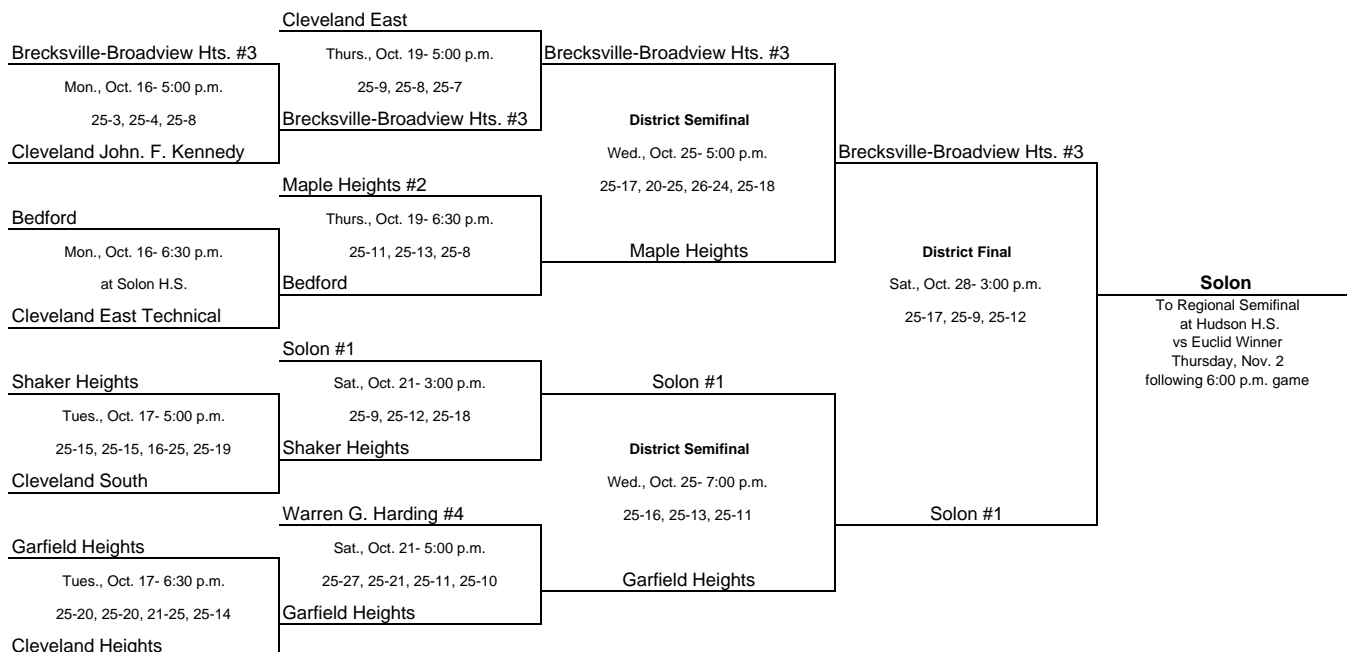 Cleveland East
Brecksville-Broadview Hts. #3
Thurs., Oct. 19- 5:00 p.m.
Brecksville-Broadview Hts. #3
Mon., Oct. 16- 5:00 p.m.
25-9, 25-8, 25-7
25-3, 25-4, 25-8
Brecksville-Broadview Hts. #3
District Semifinal
Cleveland John. F. Kennedy
Wed., Oct. 25- 5:00 p.m.
Brecksville-Broadview Hts. #3
Maple Heights #2
25-17, 20-25, 26-24, 25-18
Bedford
Thurs., Oct. 19- 6:30 p.m.
Mon., Oct. 16- 6:30 p.m.
25-11, 25-13, 25-8
Maple Heights
District Final
at Solon H.S.
Bedford
Sat., Oct. 28- 3:00 p.m.
Solon
Cleveland East Technical
25-17, 25-9, 25-12
To Regional Semifinal
at Hudson H.S.
vs Euclid Winner
Thursday, Nov. 2
following 6:00 p.m. game
Solon #1
Shaker Heights
Sat., Oct. 21- 3:00 p.m.
Solon #1
Tues., Oct. 17- 5:00 p.m.
25-9, 25-12, 25-18
25-15, 25-15, 16-25, 25-19
Shaker Heights
District Semifinal
Cleveland South
Wed., Oct. 25- 7:00 p.m.
Warren G. Harding #4
25-16, 25-13, 25-11
Solon #1
Garfield Heights
Sat., Oct. 21- 5:00 p.m.
Tues., Oct. 17- 6:30 p.m.
25-27, 25-21, 25-11, 25-10
Garfield Heights
25-20, 25-20, 21-25, 25-14
Garfield Heights
Cleveland Heights